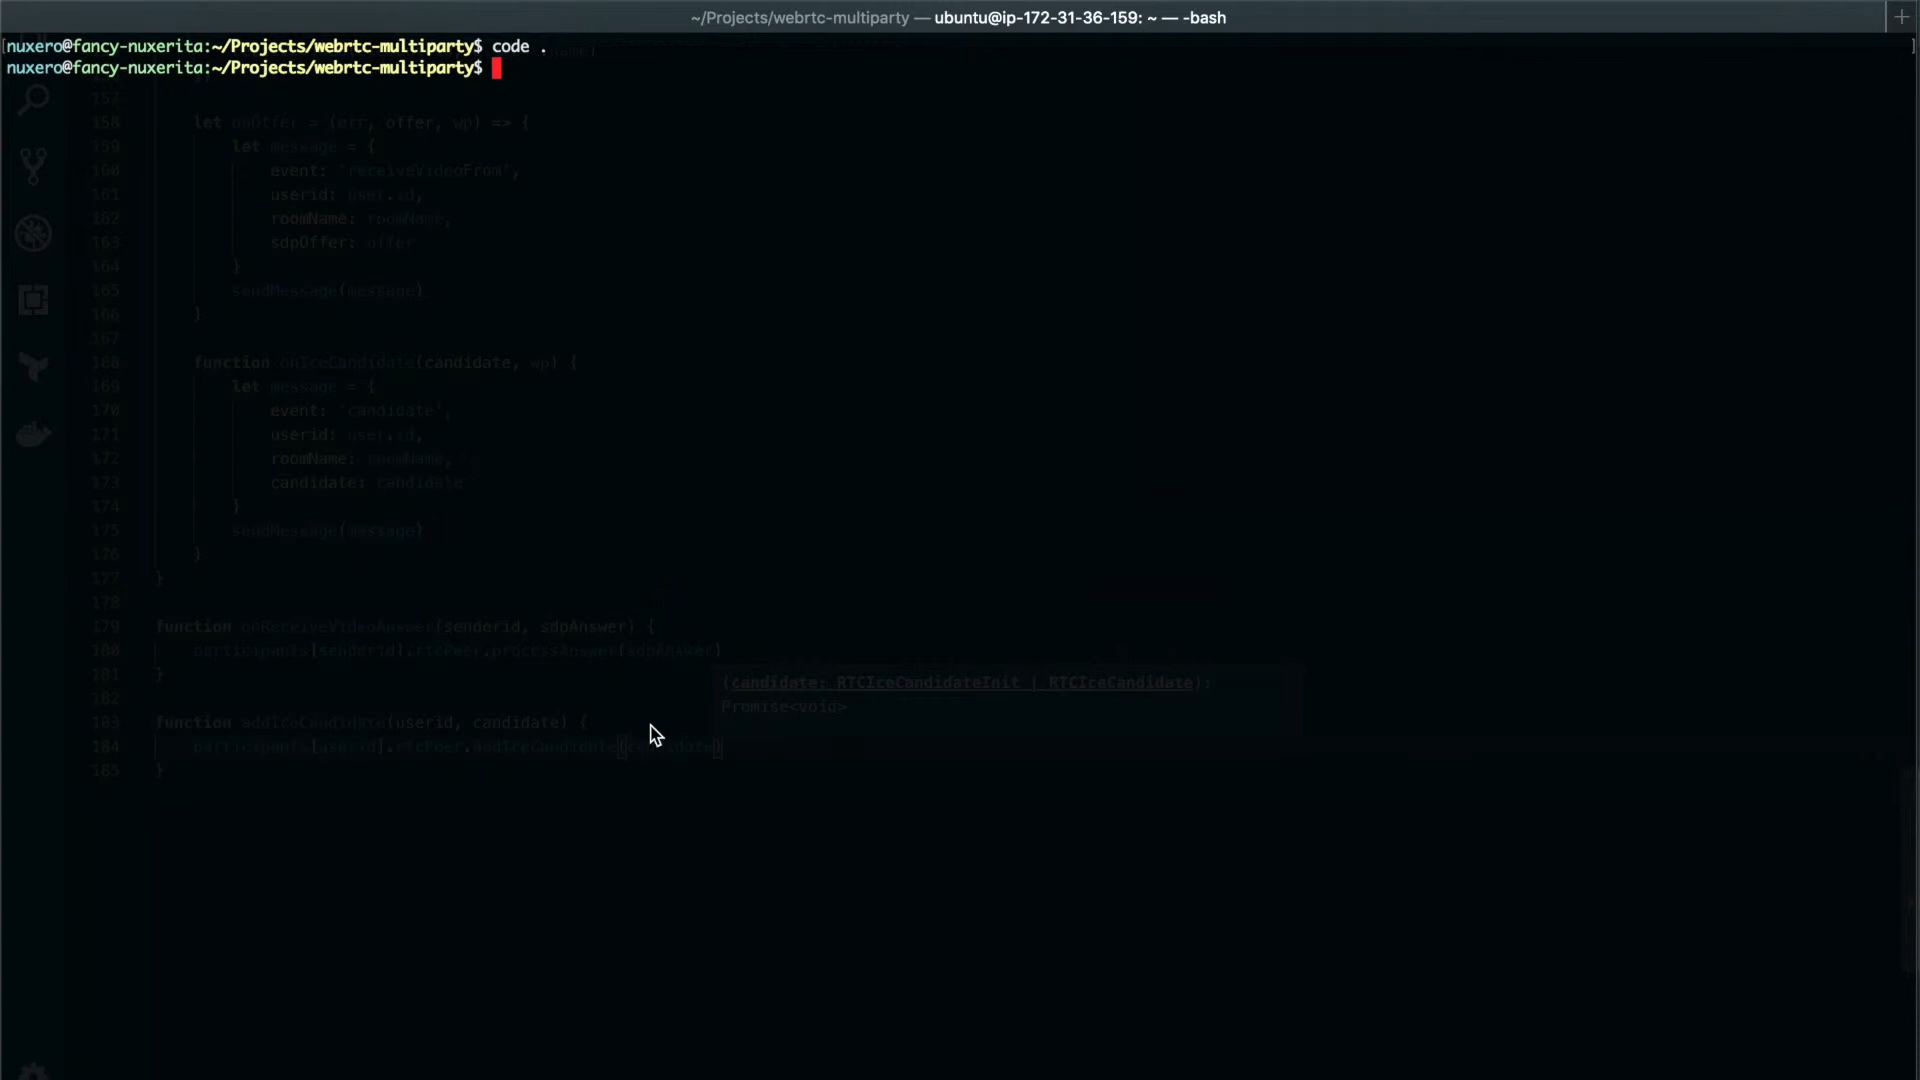 ~/Projects/webrtc-multiparty — ubuntu@ip-172-31-36-159: ~ — -bash
[nuxero@fancy-nuxerita:~/Projects/webrtc-multiparty$ code .
nuxero@fancy-nuxerita:~/Projects/webrtc-multiparty$
157
158 let onOffer = (err, offer, wp) => {
159 let message = {
160 event: 'receiveVideoFrom',
161 userid: user.id,
162 roomName: roomName,
163 sdpOffer: offer
164 }
165 sendMessage(message)
166 }
167
168 function onIceCandidate(candidate, wp) {
169 let message = {
170 event: 'candidate',
171 userid: user.id,
172 roomName: roomName,
173 candidate: candidate
174 }
175 sendMessage(message)
176 }
177 }
178
179 function onReceiveVideoAnswer(senderid, sdpAnswer) {
180 participants[senderid].rtcPeer.processAnswer(sdpAnswer)
181 }
182
(candidate: RTCIceCandidateInit | RTCIceCandidate):
Promise<void>
183 function addIceCandidate(userid, candidate) {
184 participants[userid].rtcPeer.addIceCandidate(candidate)
185 }